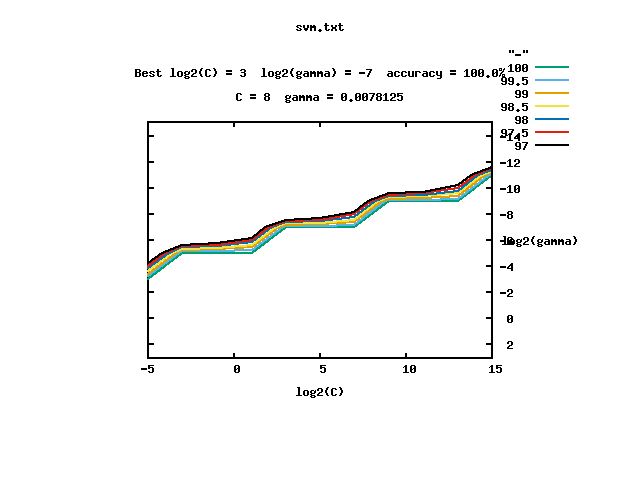 svm.txt
"_"
Best log2(C) = 3  log2(gamma) = -7  accuracy = 100.0%
C = 8  gamma = 0.0078125
100
99.5
99
98.5
98
97.5
97
-14
-12
-10
-8
-6
log2(gamma)
-4
-2
0
2
-5 0 5 10 15
log2(C)